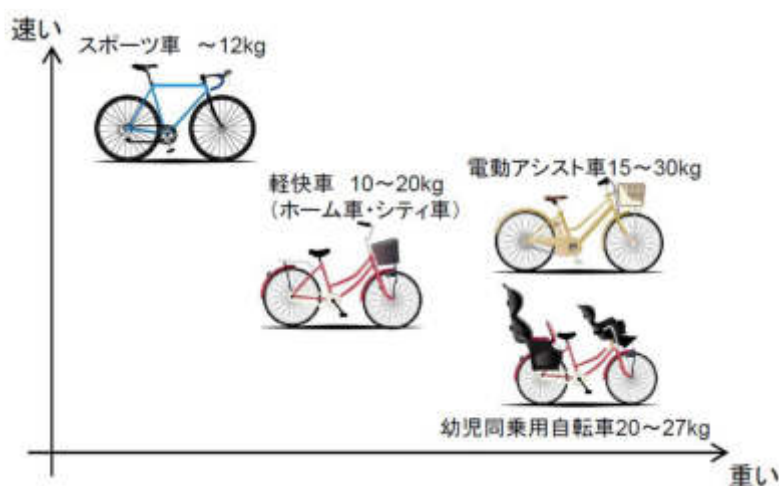 速い
スポーツ車 ～12kg
軽快車 10～20kg
（ホーム車・シティ車）
電動アシスト車15～30kg
幼児同乗用自転車20～27kg
重い